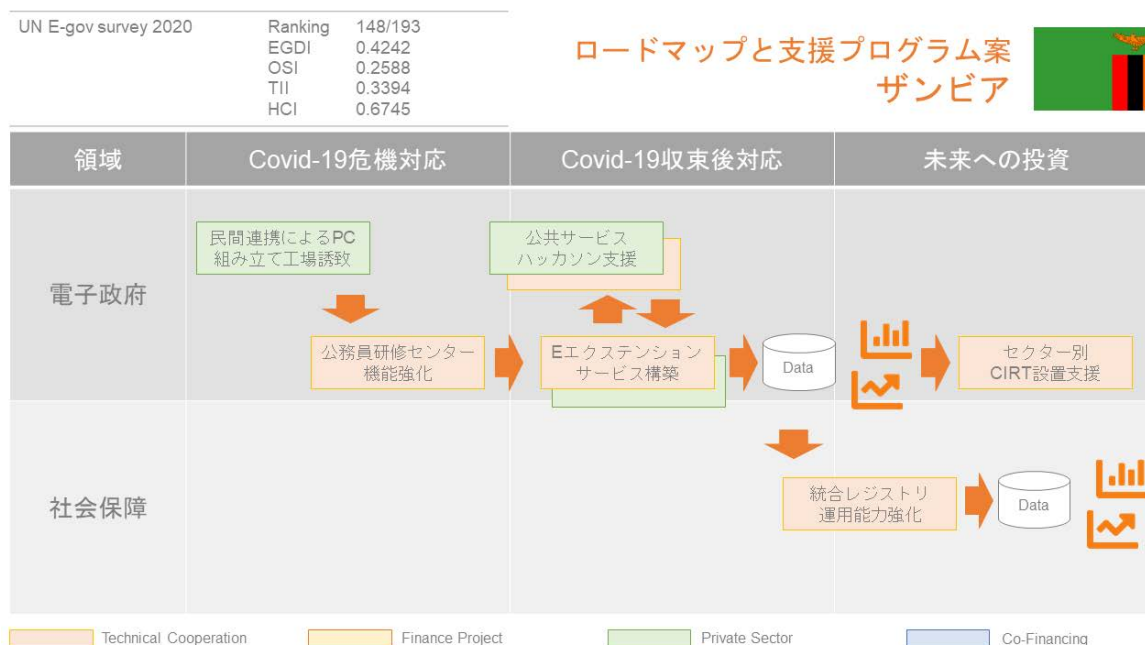 UN E-gov survey 2020
Ranking 148/193
EGDI 0.4242
OSI 0.2588
TII 0.3394
HCI 0.6745
ロードマップと支援プログラム案
ザンビア
領域
Covid-19危機対応
Covid-19収束後対応
未来への投資
電子政府
民間連携によるPC
組み立て工場誘致
公共サービス
ハッカソン支援
公務員研修センター
機能強化
Eエクステンション
サービス構築
Data
セクター別
CIRT設置支援
社会保障
統合レジストリ
運用能力強化
Data
Technical Cooperation
Finance Project
Private Sector
Co-Financing